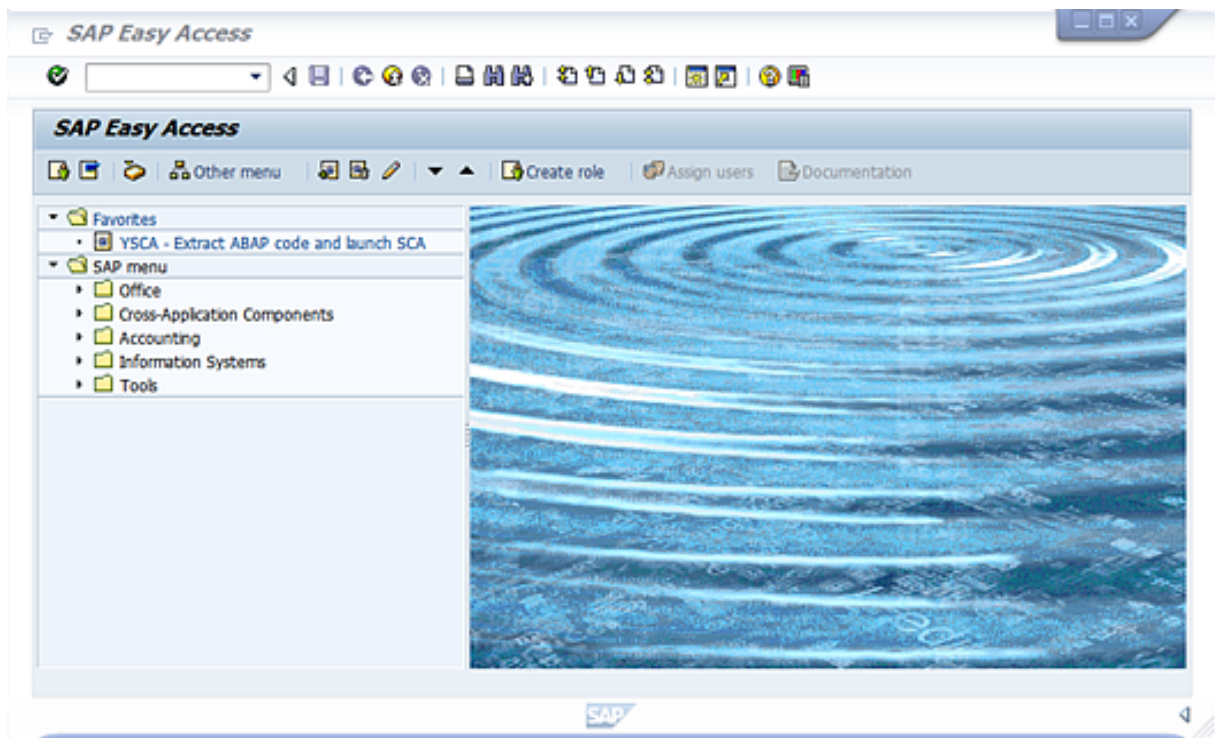 SAP Easy Access
SAP Easy Access
Other menu Create role Assign users Documentation
Favorites
YSCA - Extract ABAP code and launch SCA
SAP menu
Office
Cross-Application Components
Accounting
Information Systems
Tools
SAP